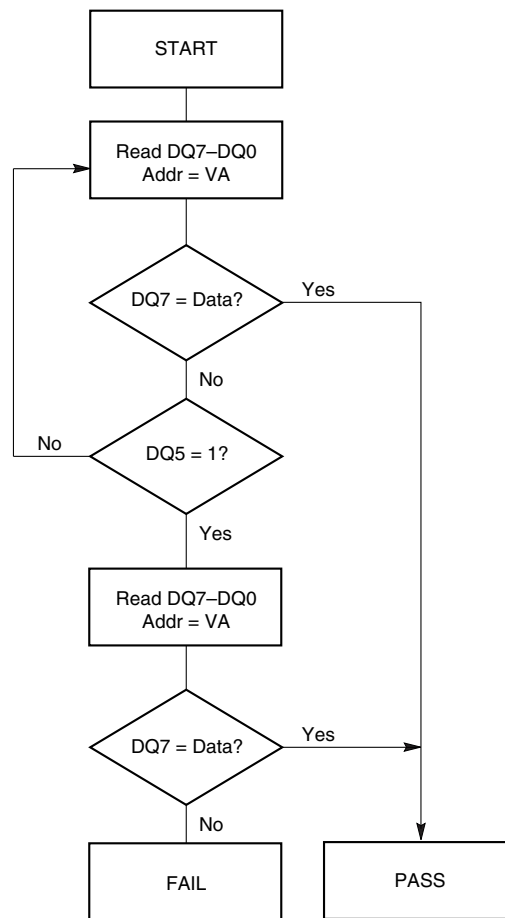 START
Read DQ7–DQ0
Addr = VA
DQ7 = Data?
Yes
No
No
DQ5 = 1?
Yes
Read DQ7–DQ0
Addr = VA
DQ7 = Data?
Yes
No
FAIL
PASS